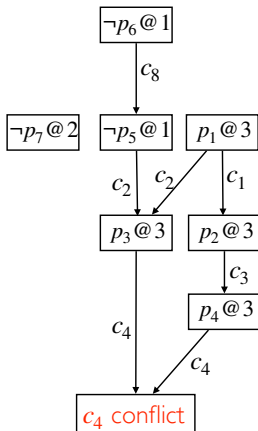 ¬p₆@1
c₈
¬p₇@2 ¬p₅@1 p₁@3
c₂ c₂ c₁
p₃@3 p₂@3
c₃
p₄@3
c₄ c₄
c₄ conflict